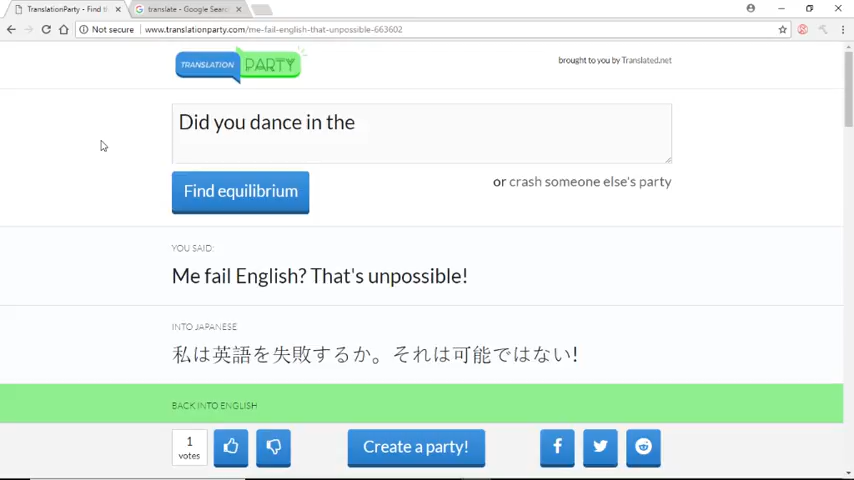 TranslationParty - Find t
translate - Google Searc
Not secure
www.translationparty.com/me-fail-english-that-unpossible-663602
TRANSLATION PARTY
brought to you by Translated.net
Did you dance in the
Find equilibrium
or crash someone else's party
YOU SAID:
Me fail English? That's unpossible!
INTO JAPANESE
私は英語を失敗するか。それは可能ではない!
BACK INTO ENGLISH
1
votes
Create a party!